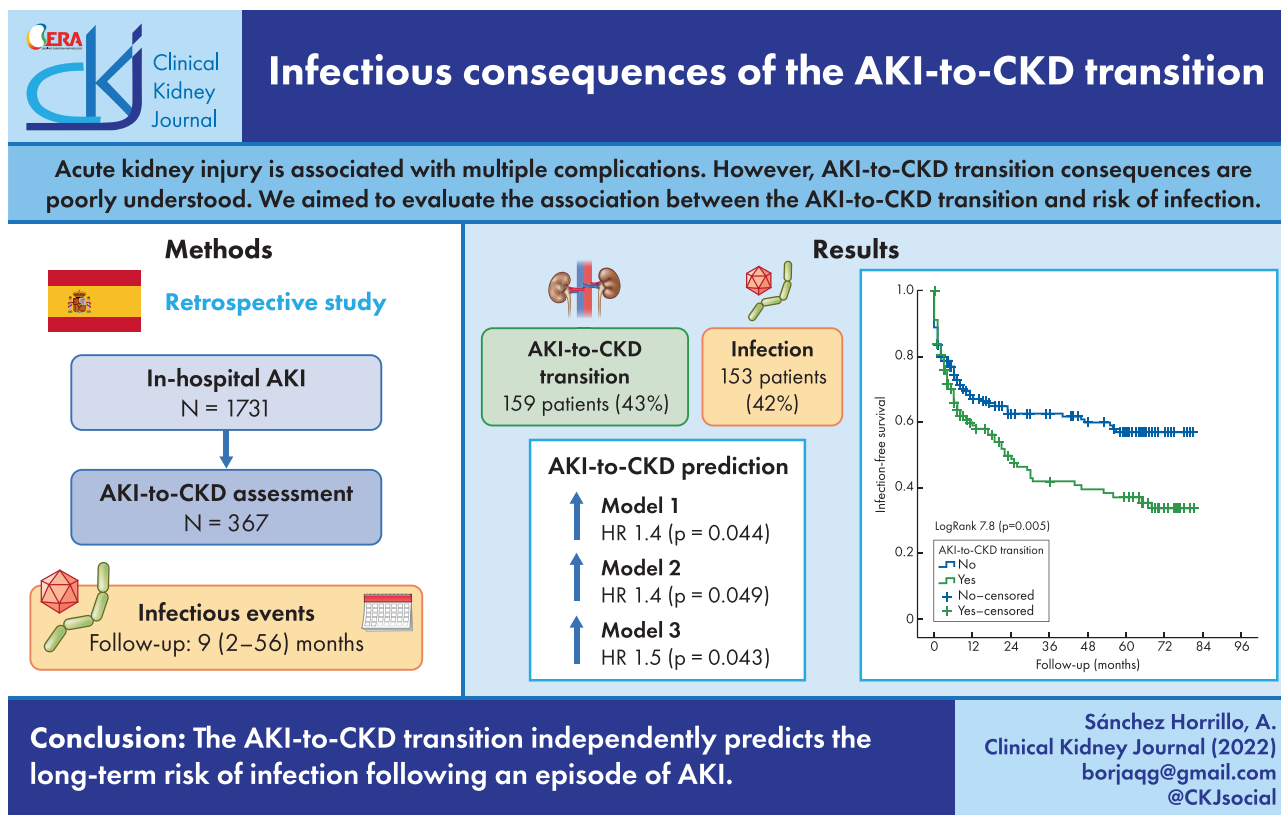 ERA
ckj
Clinical
Kidney
Journal
Infectious consequences of the AKI-to-CKD transition
Acute kidney injury is associated with multiple complications. However, AKI-to-CKD transition consequences are
poorly understood. We aimed to evaluate the association between the AKI-to-CKD transition and risk of infection.
Methods
Retrospective study
In-hospital AKI
N = 1731
AKI-to-CKD assessment
N = 367
Infectious events
Follow-up: 9 (2–56) months
Results
AKI-to-CKD
transition
159 patients (43%)
Infection
153 patients
(42%)
AKI-to-CKD prediction
Model 1
HR 1.4 (p = 0.044)
Model 2
HR 1.4 (p = 0.049)
Model 3
HR 1.5 (p = 0.043)
Infection-free survival
1.0
0.8
0.6
0.4
0.2
0
LogRank 7.8 (p=0.005)
AKI-to-CKD transition
No
Yes
No–censored
Yes–censored
0 12 24 36 48 60 72 84 96
Follow-up (months)
Conclusion: The AKI-to-CKD transition independently predicts the
long-term risk of infection following an episode of AKI.
Sánchez Horrillo, A.
Clinical Kidney Journal (2022)
borjaqg@gmail.com
@CKJsocial